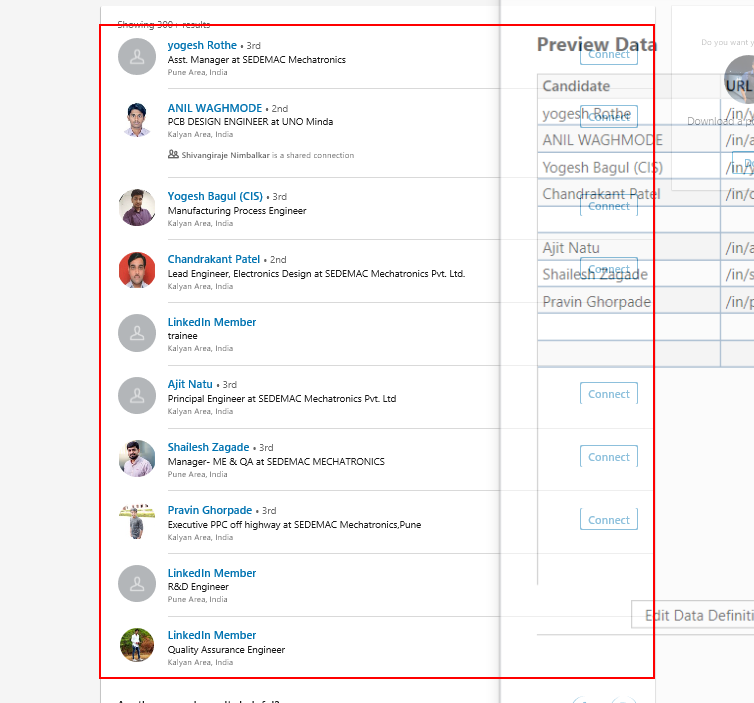 Showing 300+ results
yogesh Rothe • 3rd
Asst. Manager at SEDEMAC Mechatronics
Pune Area, India
Connect
ANIL WAGHMODE • 2nd
PCB DESIGN ENGINEER at UNO Minda
Kalyan Area, India
Shivangiraje Nimbalkar is a shared connection
Connect
Yogesh Bagul (CIS) • 3rd
Manufacturing Process Engineer
Kalyan Area, India
Connect
Chandrakant Patel • 2nd
Lead Engineer, Electronics Design at SEDEMAC Mechatronics Pvt. Ltd.
Kalyan Area, India
Connect
LinkedIn Member
trainee
Kalyan Area, India
Ajit Natu • 3rd
Principal Engineer at SEDEMAC Mechatronics Pvt. Ltd
Kalyan Area, India
Connect
Shailesh Zagade • 3rd
Manager- ME & QA at SEDEMAC MECHATRONICS
Pune Area, India
Connect
Pravin Ghorpade • 3rd
Executive PPC off highway at SEDEMAC Mechatronics,Pune
Kalyan Area, India
Connect
LinkedIn Member
R&D Engineer
Pune Area, India
LinkedIn Member
Quality Assurance Engineer
Kalyan Area, India
Preview Data
Candidate URL
yogesh Rothe /in/y
ANIL WAGHMODE /in/a
Yogesh Bagul (CIS) /in/y
Chandrakant Patel /in/c
Ajit Natu /in/a
Shailesh Zagade /in/s
Pravin Ghorpade /in/p
Edit Data Definiti
Do you want y
Download a p